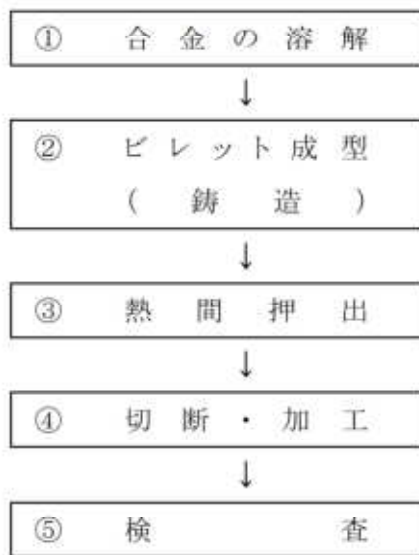 ① 合金の溶解
↓
② ビレット成型
(鋳造)
↓
③ 熱間押出
↓
④ 切断・加工
↓
⑤ 検査